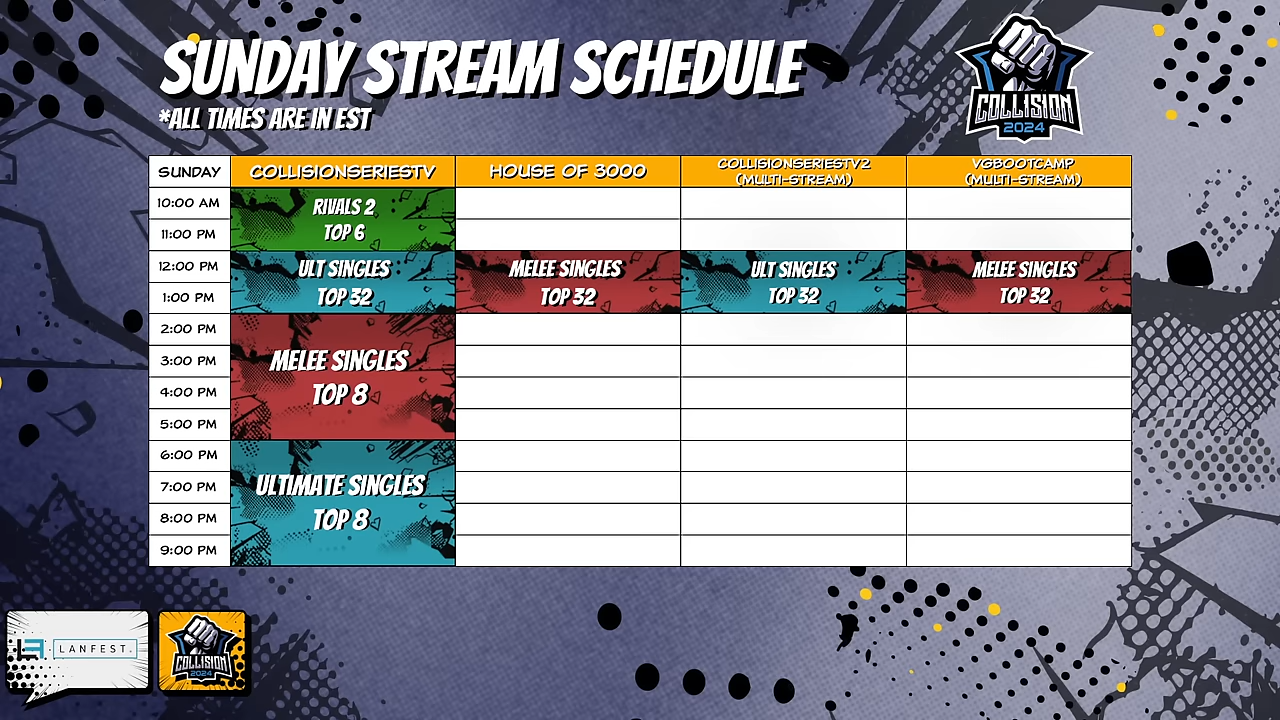 SUNDAY STREAM SCHEDULE
*ALL TIMES ARE IN EST
COLLISION
2024
SUNDAY
COLLISIONSERIESTV
HOUSE OF 3000
COLLISIONSERIESTV2
(MULTI-STREAM)
VGBOOTCAMP
(MULTI-STREAM)
10:00 AM
RIVALS 2
11:00 PM
TOP 6
12:00 PM
ULT SINGLES
MELEE SINGLES
ULT SINGLES
MELEE SINGLES
1:00 PM
TOP 32
TOP 32
TOP 32
TOP 32
2:00 PM
3:00 PM
MELEE SINGLES
4:00 PM
TOP 8
5:00 PM
6:00 PM
7:00 PM
ULTIMATE SINGLES
8:00 PM
TOP 8
9:00 PM
LANFEST
COLLISION
2024